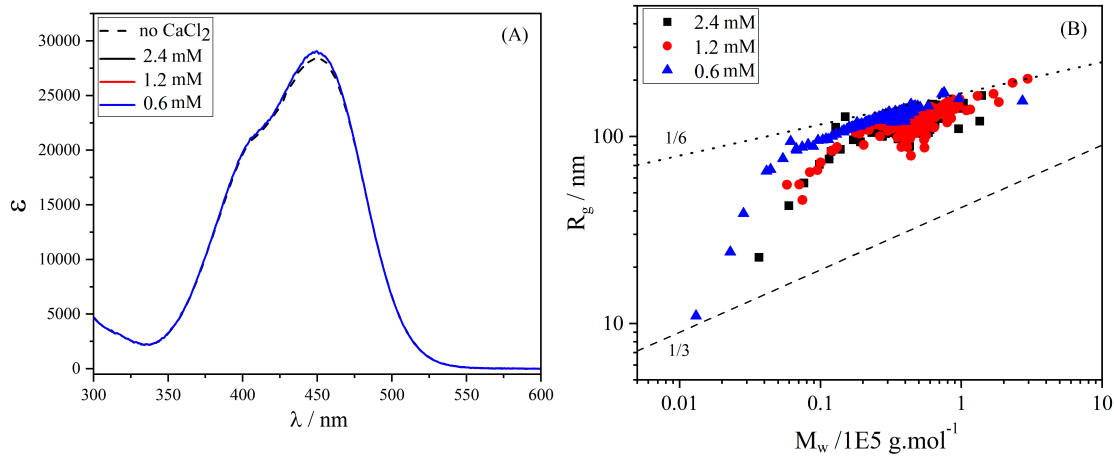 (A)
no CaCl2
2.4 mM
1.2 mM
0.6 mM
30000
25000
20000
15000
10000
5000
0
ε
300 350 400 450 500 550 600
λ / nm
(B)
2.4 mM
1.2 mM
0.6 mM
1/6
1/3
100
10
Rg / nm
0.01 0.1 1 10
Mw /1E5 g.mol-1